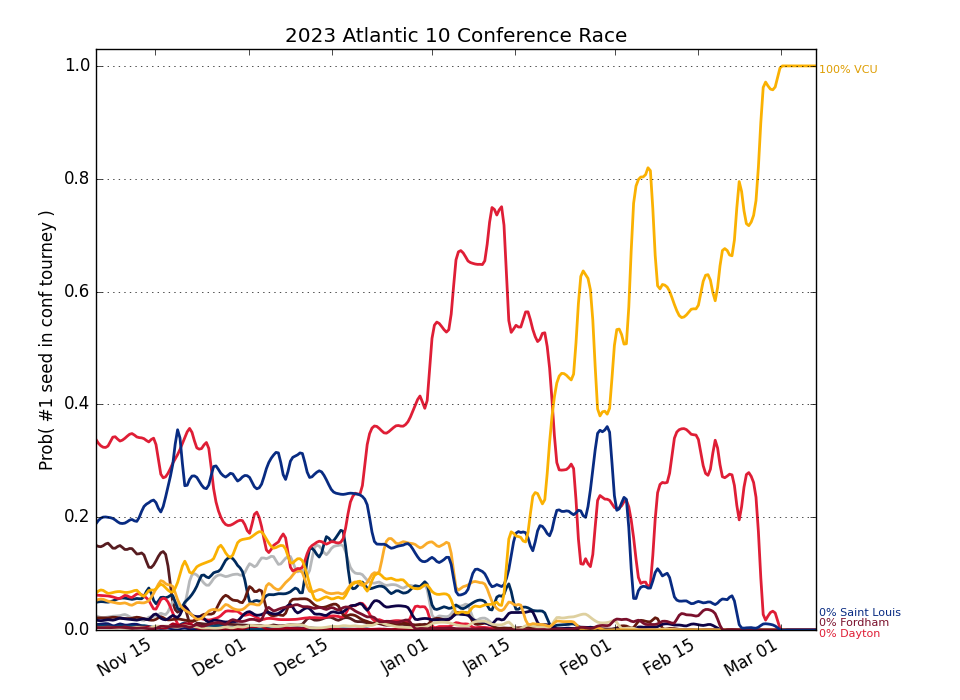 2023 Atlantic 10 Conference Race
Prob( #1 seed in conf tourney )
1.0
0.8
0.6
0.4
0.2
0.0
Nov 15
Dec 01
Dec 15
Jan 01
Jan 15
Feb 01
Feb 15
Mar 01
100% VCU
0% Saint Louis
0% Fordham
0% Dayton